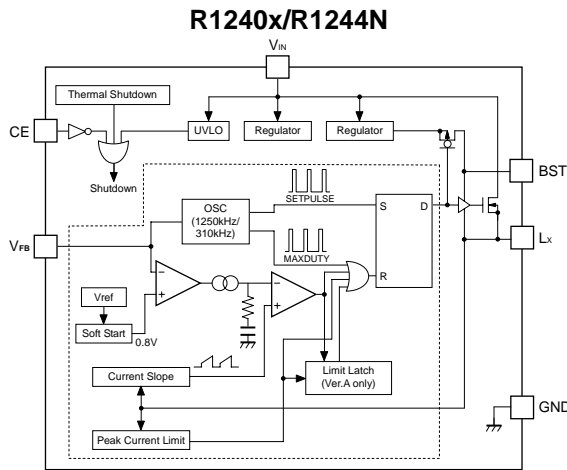 R1240x/R1244N
VIN
Thermal Shutdown
CE
UVLO
Regulator
Regulator
Shutdown
BST
OSC
(1250kHz/
310kHz)
SETPULSE
S
D
MAXDUTY
R
VFB
LX
Vref
Soft Start
0.8V
−
+
−
+
Current Slope
Limit Latch
(Ver.A only)
Peak Current Limit
GND